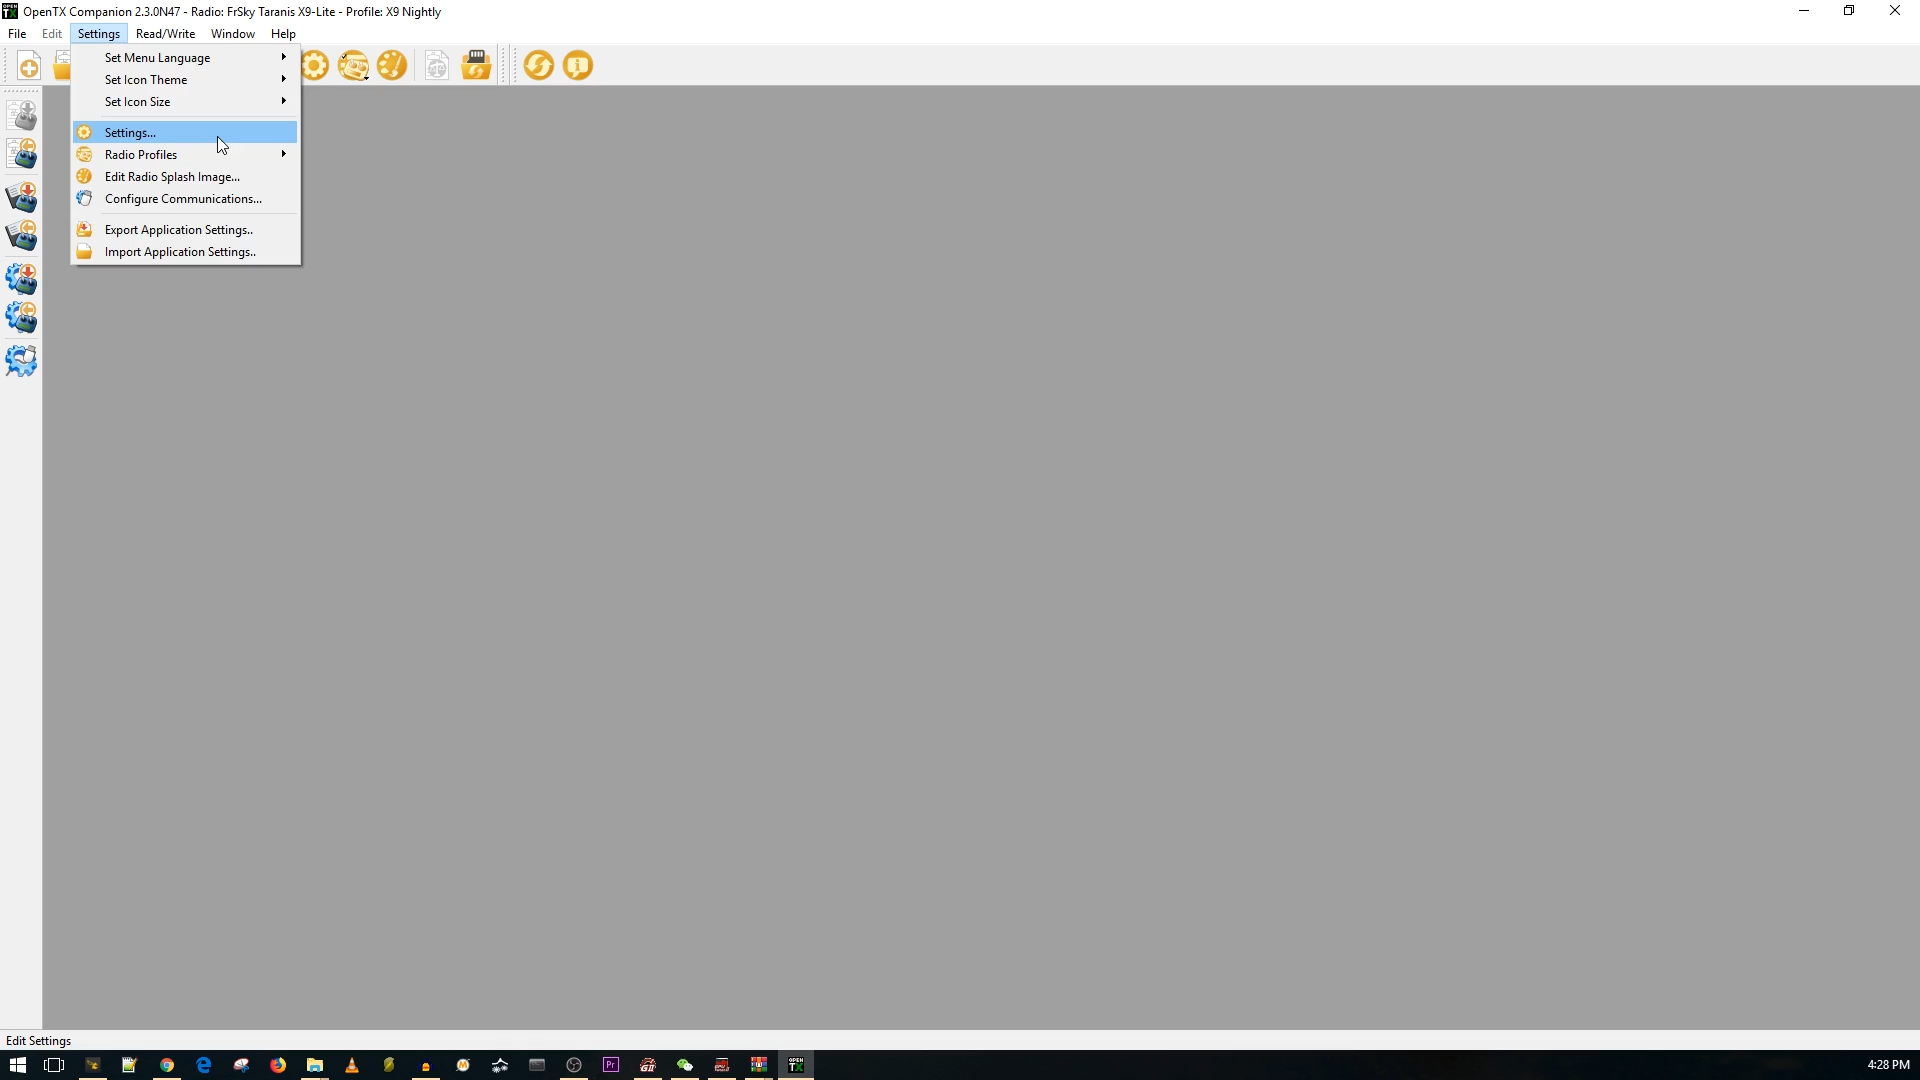 OpenTX Companion 2.3.0N47 - Radio: FrSky Taranis X9-Lite - Profile: X9 Nightly
File Edit Settings Read/Write Window Help
Set Menu Language
Set Icon Theme
Set Icon Size
Settings...
Radio Profiles
Edit Radio Splash Image...
Configure Communications...
Export Application Settings..
Import Application Settings..
Edit Settings
4:28 PM